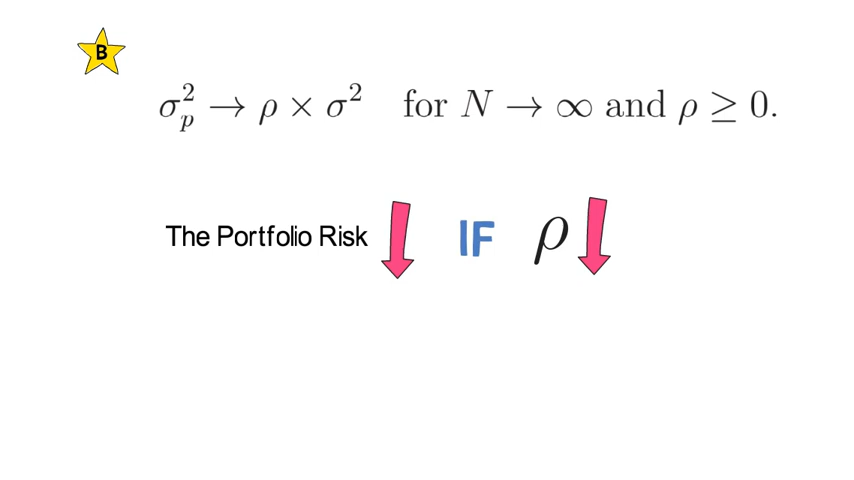 B
σ_p^2 → ρ × σ^2 for N → ∞ and ρ ≥ 0.
The Portfolio Risk IF ρ